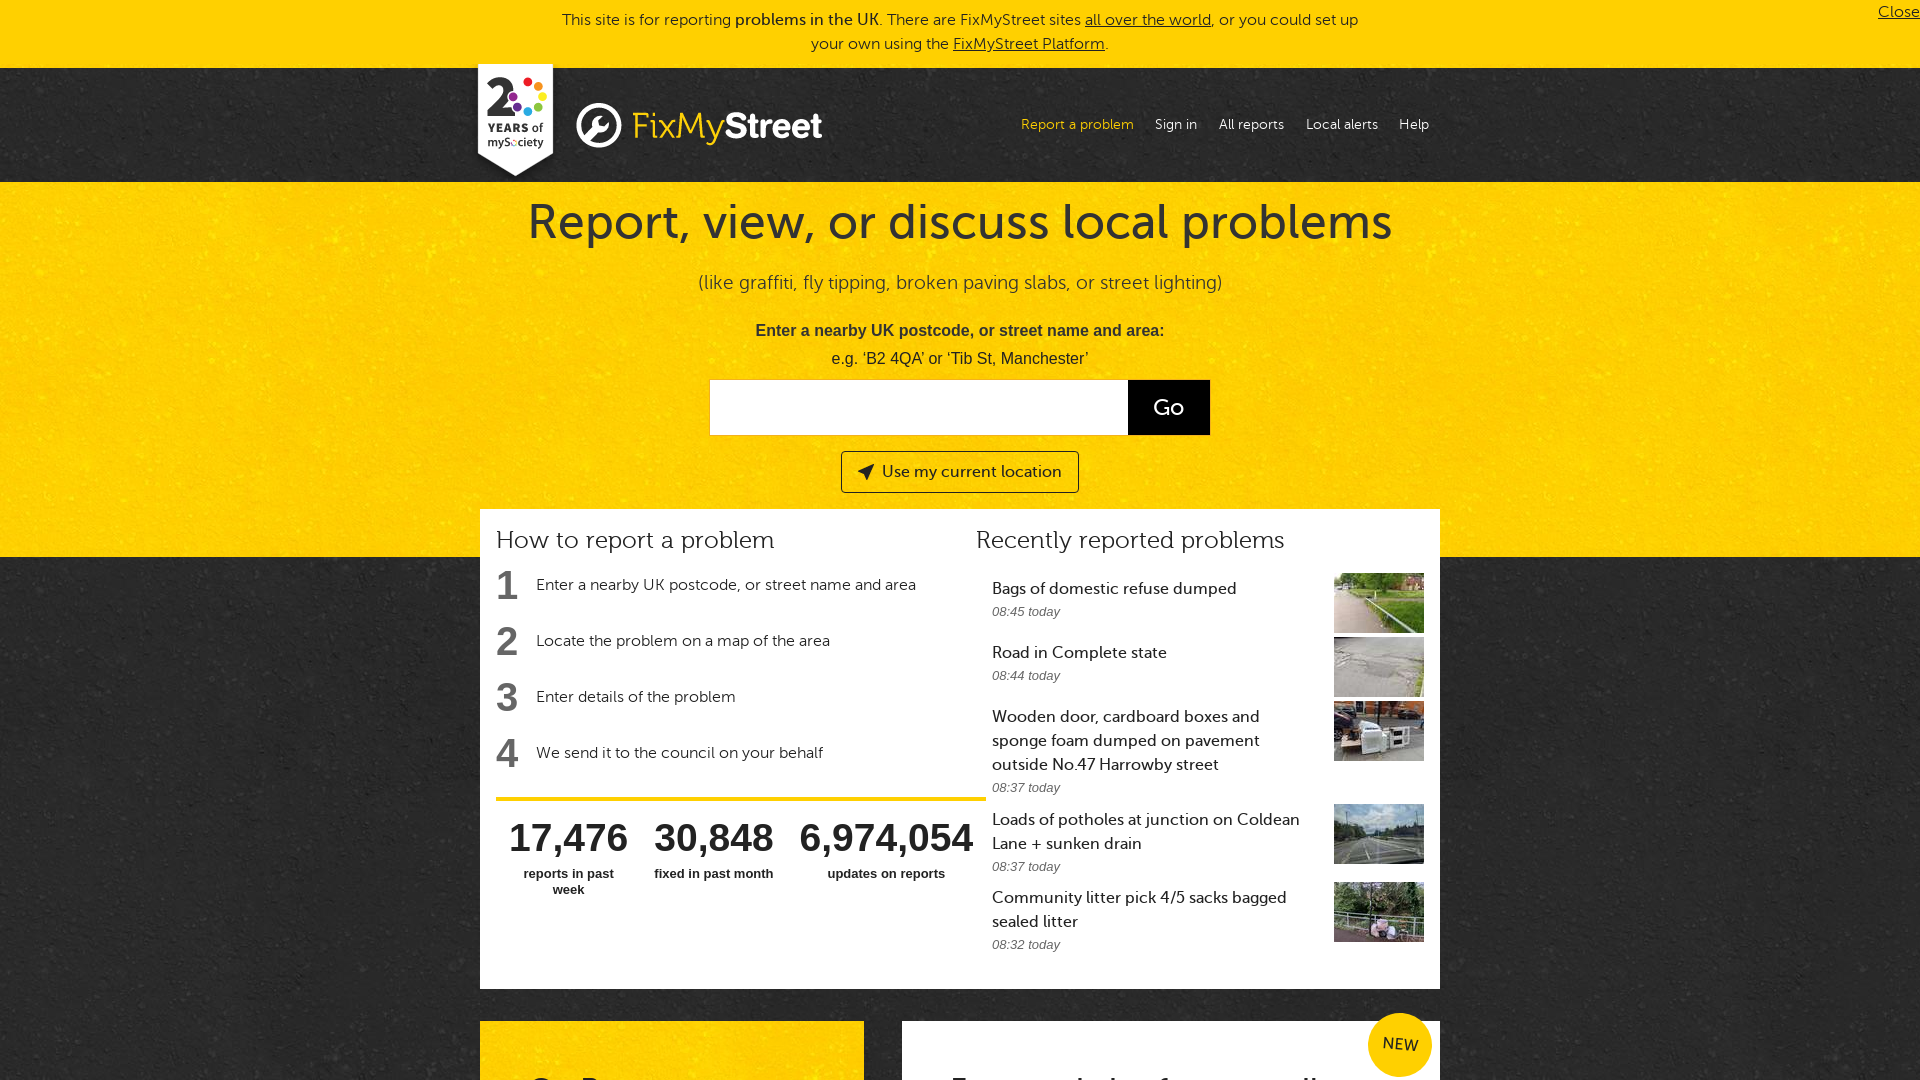 This site is for reporting problems in the UK. There are FixMyStreet sites all over the world, or you could set up
your own using the FixMyStreet Platform.
Close
20
YEARS of
mySociety
FixMyStreet
Report a problem
Sign in
All reports
Local alerts
Help
Report, view, or discuss local problems
(like graffiti, fly tipping, broken paving slabs, or street lighting)
Enter a nearby UK postcode, or street name and area:
e.g. ‘B2 4QA’ or ‘Tib St, Manchester’
Go
Use my current location
How to report a problem
1 Enter a nearby UK postcode, or street name and area
2 Locate the problem on a map of the area
3 Enter details of the problem
4 We send it to the council on your behalf
17,476
reports in past
week
30,848
fixed in past month
6,974,054
updates on reports
Recently reported problems
Bags of domestic refuse dumped
08:45 today
Road in Complete state
08:44 today
Wooden door, cardboard boxes and
sponge foam dumped on pavement
outside No.47 Harrowby street
08:37 today
Loads of potholes at junction on Coldean
Lane + sunken drain
08:37 today
Community litter pick 4/5 sacks bagged
sealed litter
08:32 today
NEW